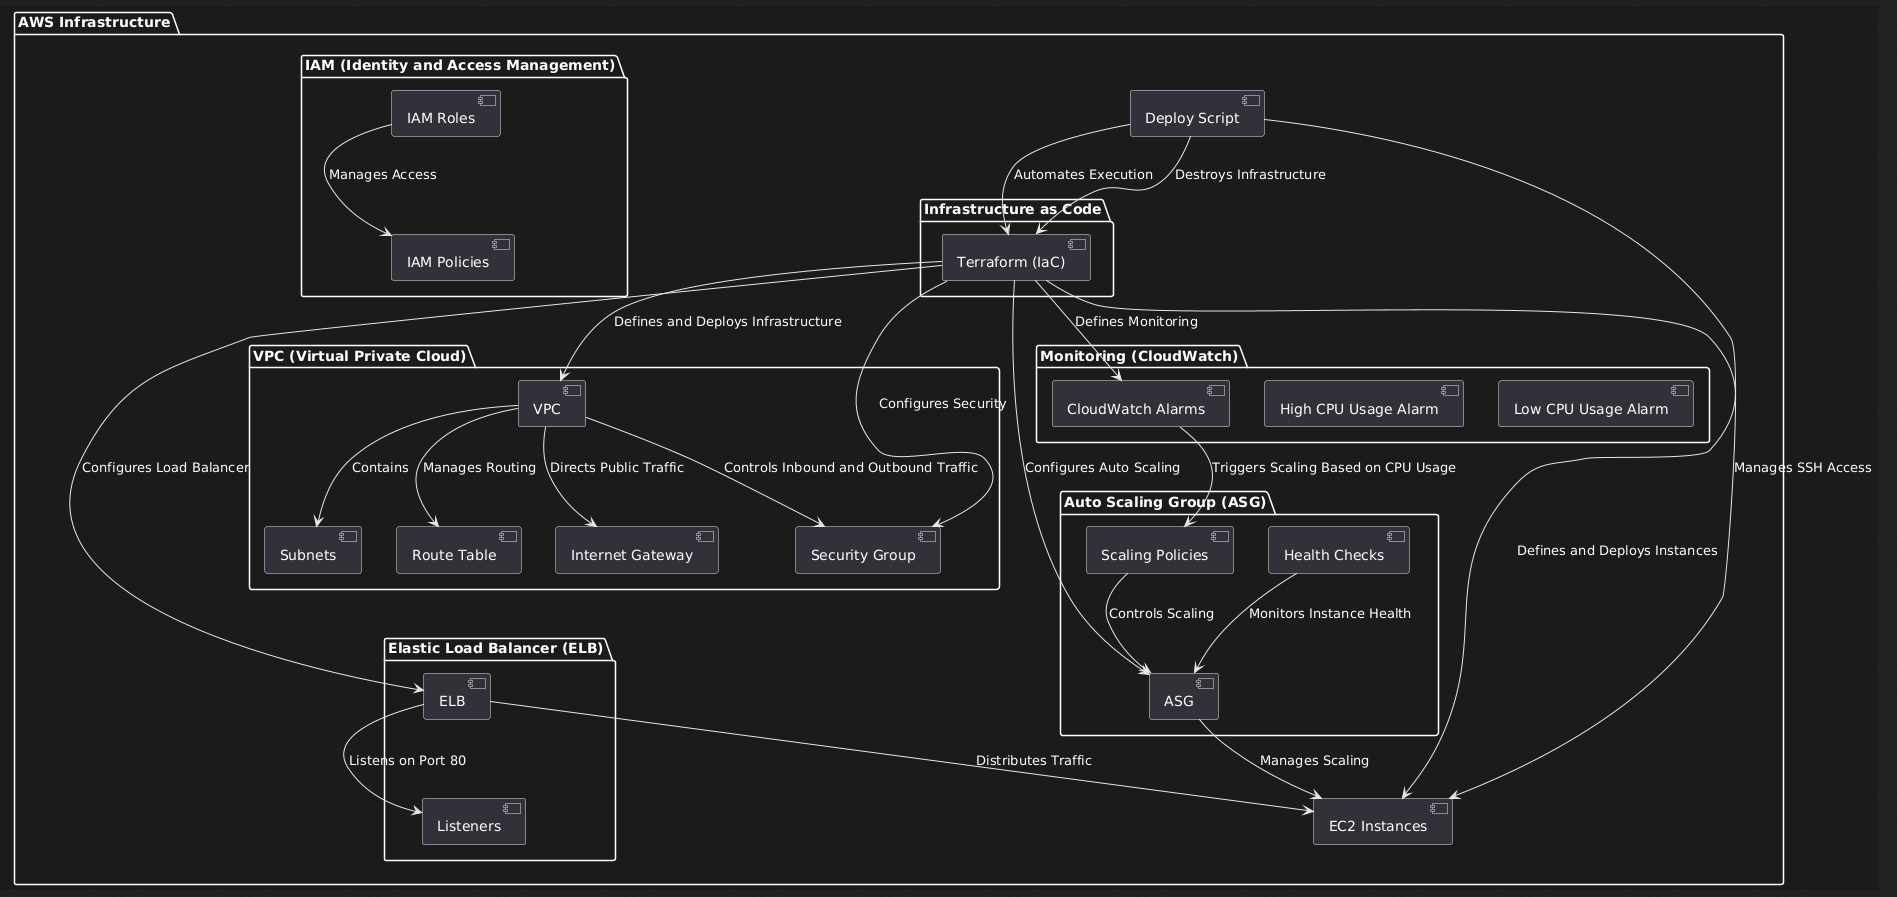 AWS Infrastructure
IAM (Identity and Access Management)
IAM Roles
Deploy Script
Manages Access
Automates Execution
Destroys Infrastructure
Infrastructure as Code
IAM Policies
Terraform (IaC)
Defines and Deploys Infrastructure
Defines Monitoring
VPC (Virtual Private Cloud)
Monitoring (CloudWatch)
VPC
Configures Security
CloudWatch Alarms
High CPU Usage Alarm
Low CPU Usage Alarm
Configures Load Balancer
Contains
Manages Routing
Directs Public Traffic
Controls Inbound and Outbound Traffic
Configures Auto Scaling
Triggers Scaling Based on CPU Usage
Manages SSH Access
Auto Scaling Group (ASG)
Subnets
Route Table
Internet Gateway
Security Group
Scaling Policies
Health Checks
Defines and Deploys Instances
Controls Scaling
Monitors Instance Health
Elastic Load Balancer (ELB)
ELB
ASG
Listens on Port 80
Distributes Traffic
Manages Scaling
Listeners
EC2 Instances